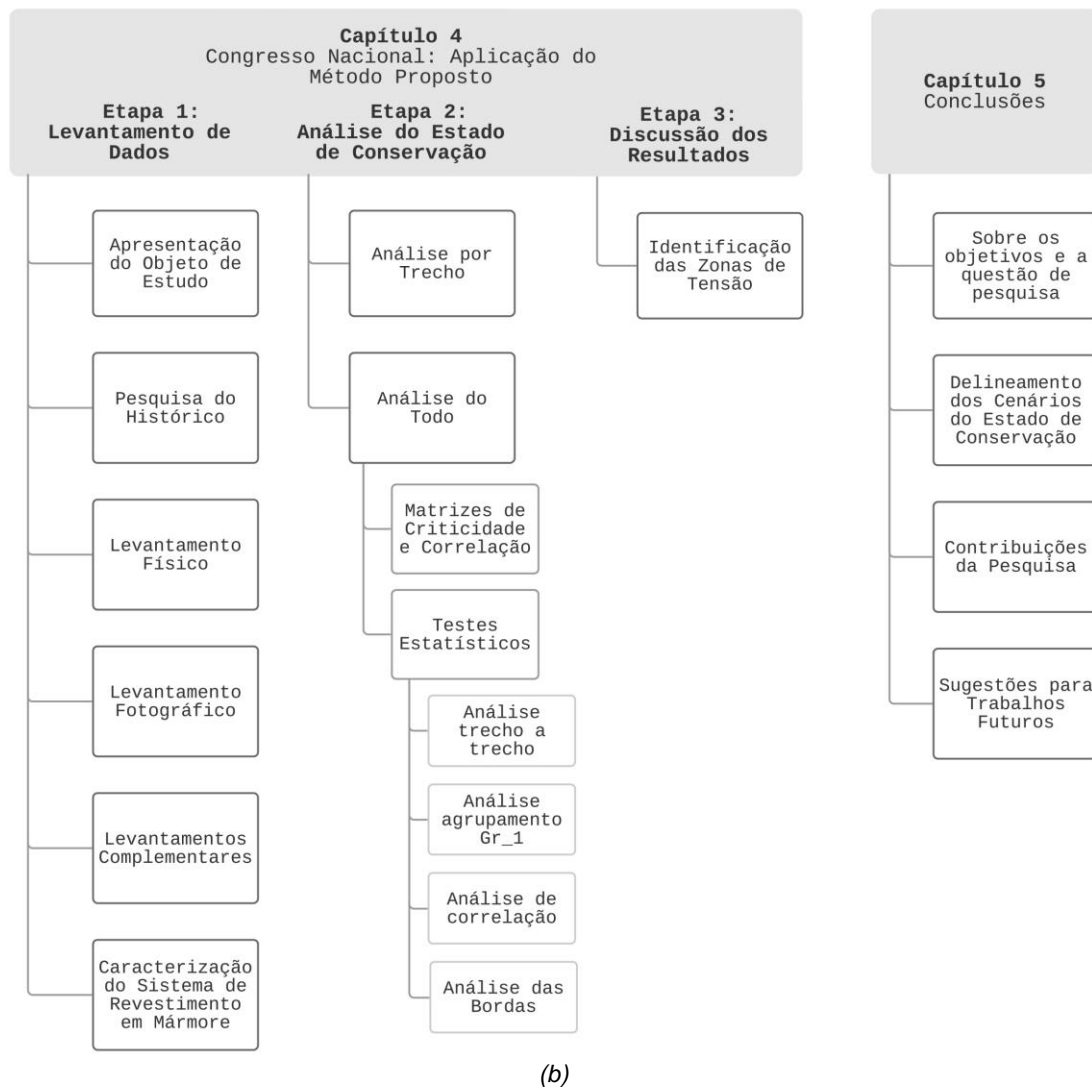 Capítulo 4
Congresso Nacional: Aplicação do
Método Proposto
Etapa 1:
Levantamento de
Dados
Apresentação
do Objeto de
Estudo
Pesquisa do
Histórico
Levantamento
Físico
Levantamento
Fotográfico
Levantamentos
Complementares
Caracterização
do Sistema de
Revestimento
em Mármore
Etapa 2:
Análise do Estado
de Conservação
Análise por
Trecho
Análise do
Todo
Matrizes de
Criticidade
e Correlação
Testes
Estatísticos
Análise
trecho a
trecho
Análise
agrupamento
Gr_1
Análise de
correlação
Análise das
Bordas
Etapa 3:
Discussão dos
Resultados
Identificação
das Zonas de
Tensão
Capítulo 5
Conclusões
Sobre os
objetivos e a
questão de
pesquisa
Delineamento
dos Cenários
do Estado de
Conservação
Contribuições
da Pesquisa
Sugestões para
Trabalhos
Futuros
(b)